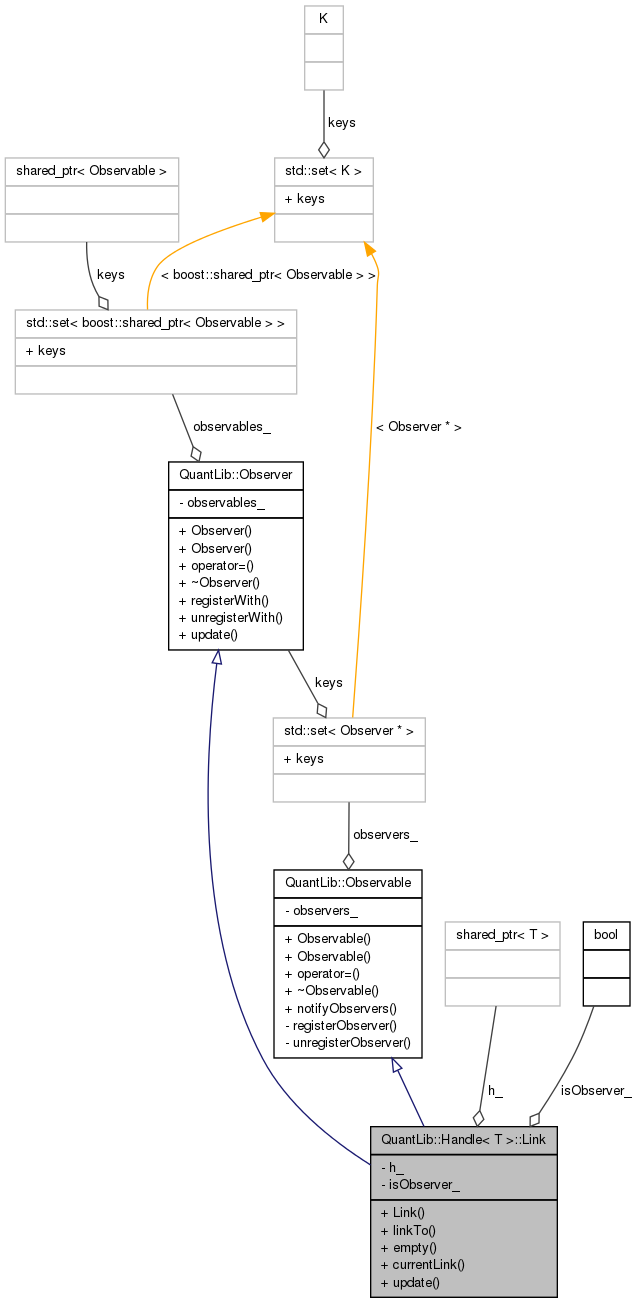 K
keys
shared_ptr< Observable >
std::set< K >
+ keys
keys
< boost::shared_ptr< Observable > >
std::set< boost::shared_ptr< Observable > >
+ keys
observables_
< Observer * >
QuantLib::Observer
- observables_
+ Observer()
+ Observer()
+ operator=()
+ ~Observer()
+ registerWith()
+ unregisterWith()
+ update()
keys
std::set< Observer * >
+ keys
observers_
QuantLib::Observable
- observers_
+ Observable()
+ Observable()
+ operator=()
+ ~Observable()
+ notifyObservers()
- registerObserver()
- unregisterObserver()
shared_ptr< T >
bool
h_
isObserver_
QuantLib::Handle< T >::Link
- h_
- isObserver_
+ Link()
+ linkTo()
+ empty()
+ currentLink()
+ update()